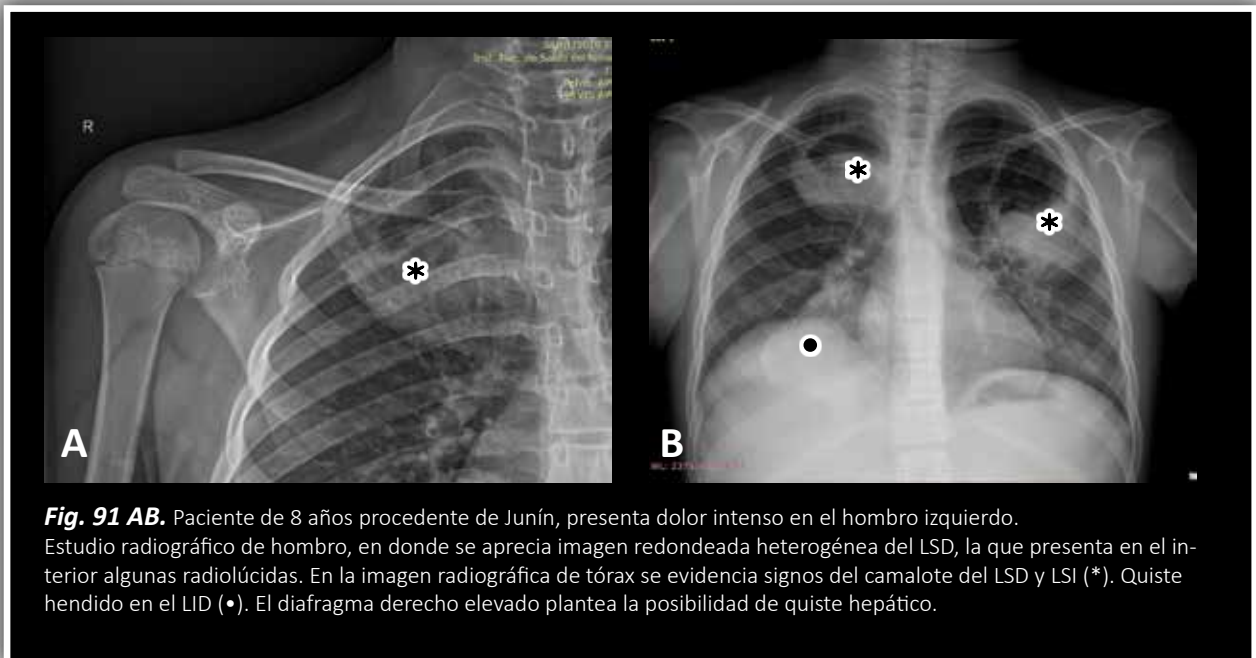 R
A
B
Fig. 91 AB. Paciente de 8 años procedente de Junín, presenta dolor intenso en el hombro izquierdo.
Estudio radiográfico de hombro, en donde se aprecia imagen redondeada heterogénea del LSD, la que presenta en el in-
terior algunas radiolúcidas. En la imagen radiográfica de tórax se evidencia signos del camalote del LSD y LSI (*). Quiste
hendido en el LID (•). El diafragma derecho elevado plantea la posibilidad de quiste hepático.